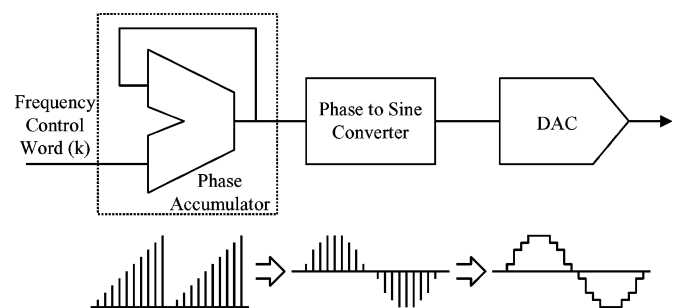 Frequency
Control
Word (k)
Phase
Accumulator
Phase to Sine
Converter
DAC